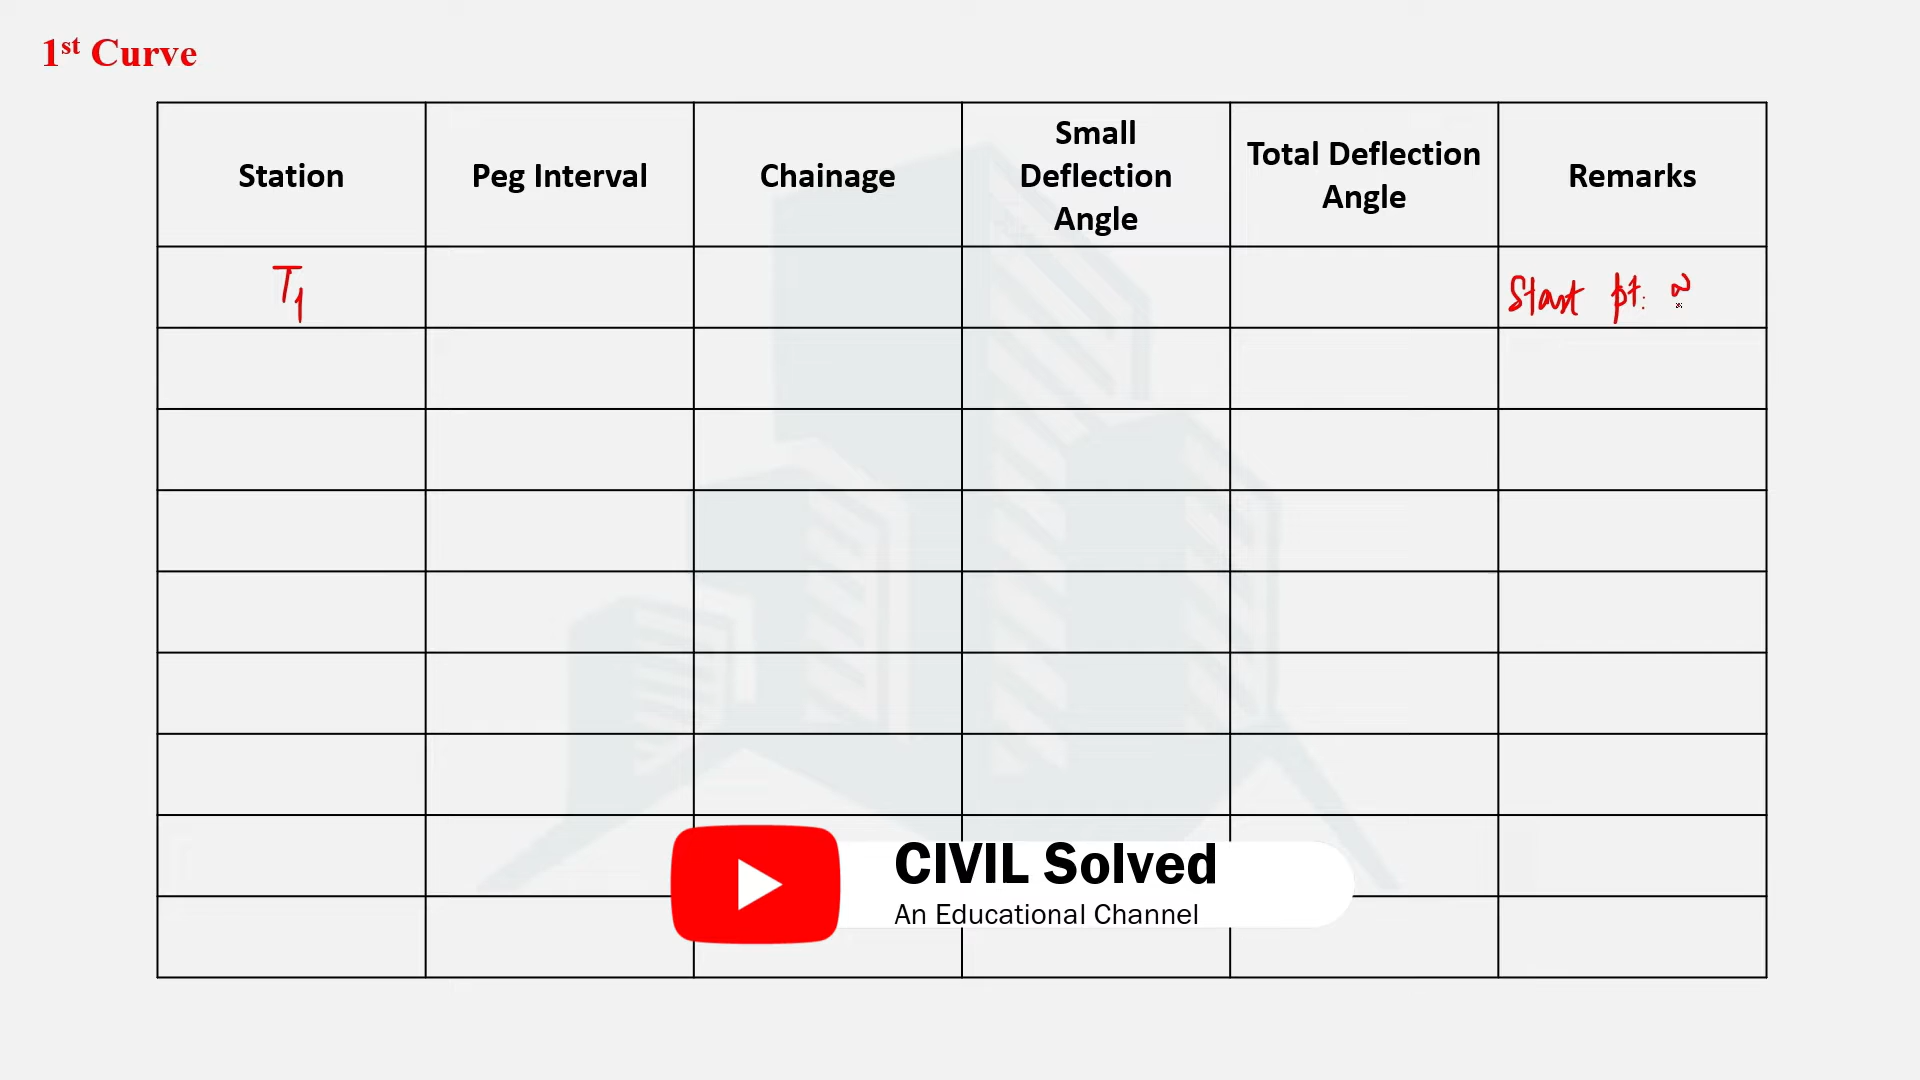 1st Curve
Station Peg Interval Chainage Small Deflection Angle Total Deflection Angle Remarks
T1 Start pt.
CIVIL Solved
An Educational Channel